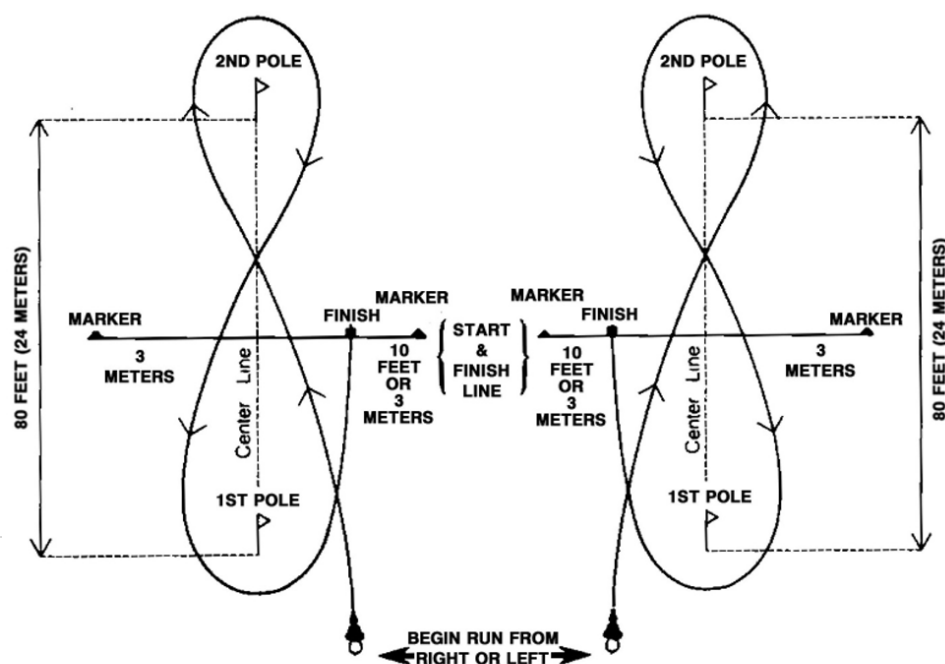 2ND POLE
2ND POLE
80 FEET (24 METERS)
80 FEET (24 METERS)
MARKER
MARKER
FINISH
MARKER
FINISH
MARKER
START
&
FINISH
LINE
3
METERS
10
FEET
OR
3
METERS
10
FEET
OR
3
METERS
3
METERS
Center Line
Center Line
1ST POLE
1ST POLE
BEGIN RUN FROM
RIGHT OR LEFT